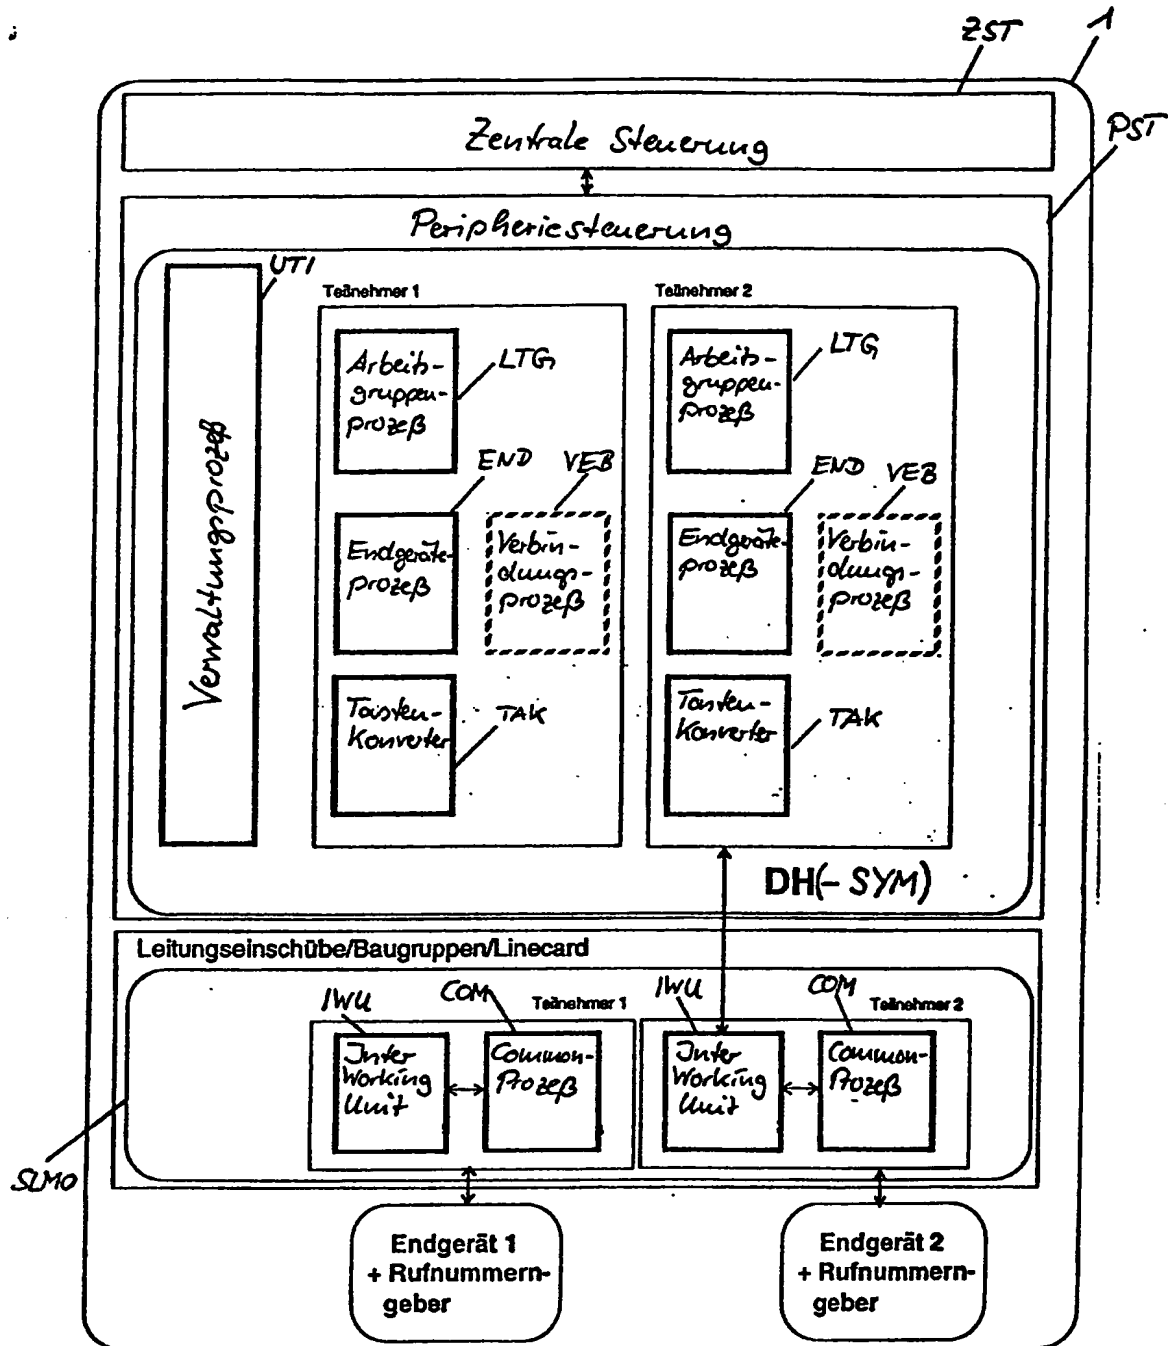 ZST
1
Zentrale Steuerung
PST
Peripheriesteuerung
UTI
Verwaltungsprozeß
Teilnehmer 1
Teilnehmer 2
Arbeits-
gruppen-
prozeß
LTG
Arbeits-
gruppen-
prozeß
LTG
END
VEB
END
VEB
Endgeräte-
prozeß
Verbin-
dungs-
prozeß
Endgeräte-
prozeß
Verbin-
dungs-
prozeß
Tasten-
Konverter
TAK
Tasten-
Konverter
TAK
DH(- SYM)
Leitungseinschübe/Baugruppen/Linecard
IWU
COM
Teilnehmer 1
IWU
COM
Teilnehmer 2
Inter
Working
Unit
Common-
Prozeß
Inter
Working
Unit
Common-
Prozeß
SLMO
Endgerät 1
+ Rufnummern-
geber
Endgerät 2
+ Rufnummern-
geber